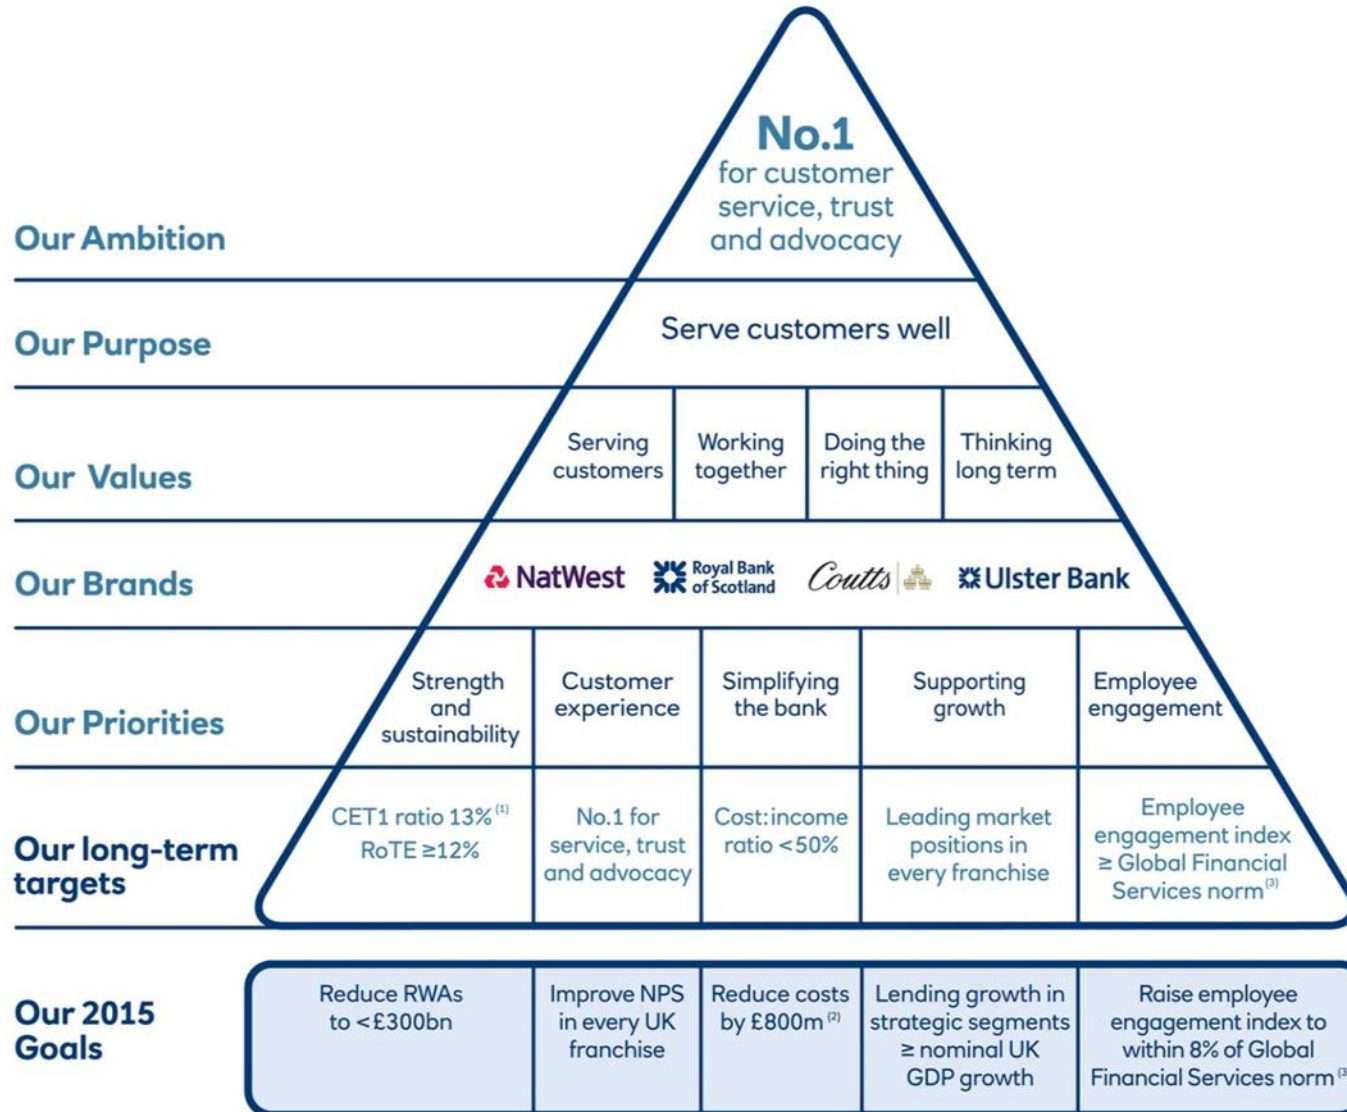 No.1
for customer
service, trust
and advocacy
Our Ambition
Our Purpose
Serve customers well
Our Values
Serving
customers
Working
together
Doing the
right thing
Thinking
long term
Our Brands
NatWest
Royal Bank
of Scotland
Coutts
Ulster Bank
Our Priorities
Strength
and
sustainability
Customer
experience
Simplifying
the bank
Supporting
growth
Employee
engagement
Our long-term
targets
CET1 ratio 13% (1)
RoTE ≥12%
No.1 for
service, trust
and advocacy
Cost:income
ratio <50%
Leading market
positions in
every franchise
Employee
engagement index
≥ Global Financial
Services norm (3)
Our 2015
Goals
Reduce RWAs
to <£300bn
Improve NPS
in every UK
franchise
Reduce costs
by £800m (2)
Lending growth in
strategic segments
≥ nominal UK
GDP growth
Raise employee
engagement index to
within 8% of Global
Financial Services norm (3